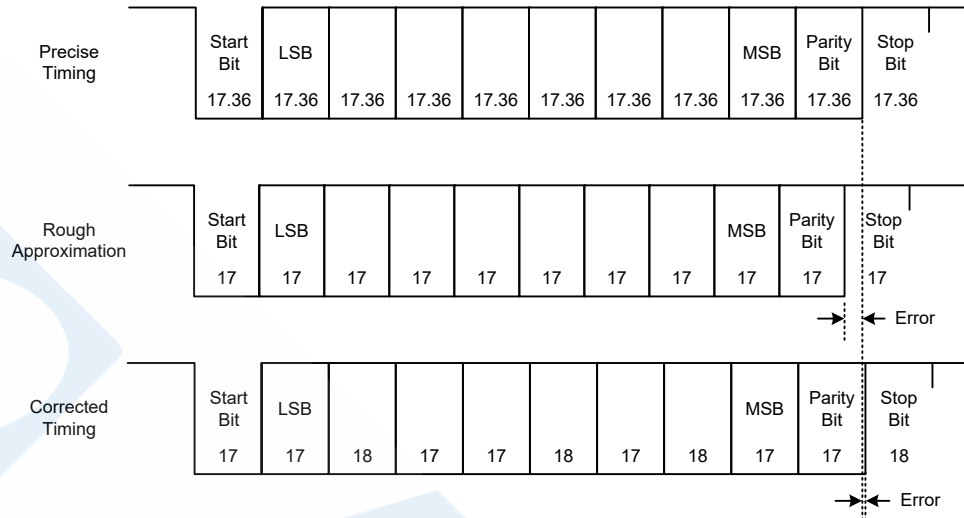 Precise
Timing
Start
Bit
LSB
MSB
Parity
Bit
Stop
Bit
17.36 17.36 17.36 17.36 17.36 17.36 17.36 17.36 17.36 17.36 17.36
Rough
Approximation
Start
Bit
LSB
MSB
Parity
Bit
Stop
Bit
17 17 17 17 17 17 17 17 17 17 17
Error
Corrected
Timing
Start
Bit
LSB
MSB
Parity
Bit
Stop
Bit
17 17 18 17 17 18 17 18 17 17 18
Error